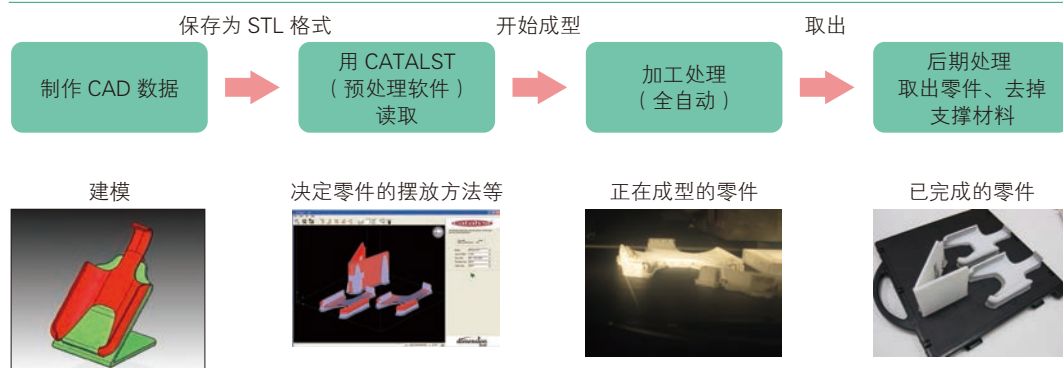 保存为 STL 格式
开始成型
取出
制作 CAD 数据
用 CATALST
（预处理软件）
读取
加工处理
（全自动）
后期处理
取出零件、去掉
支撑材料
建模
决定零件的摆放方法等
正在成型的零件
已完成的零件
dimension